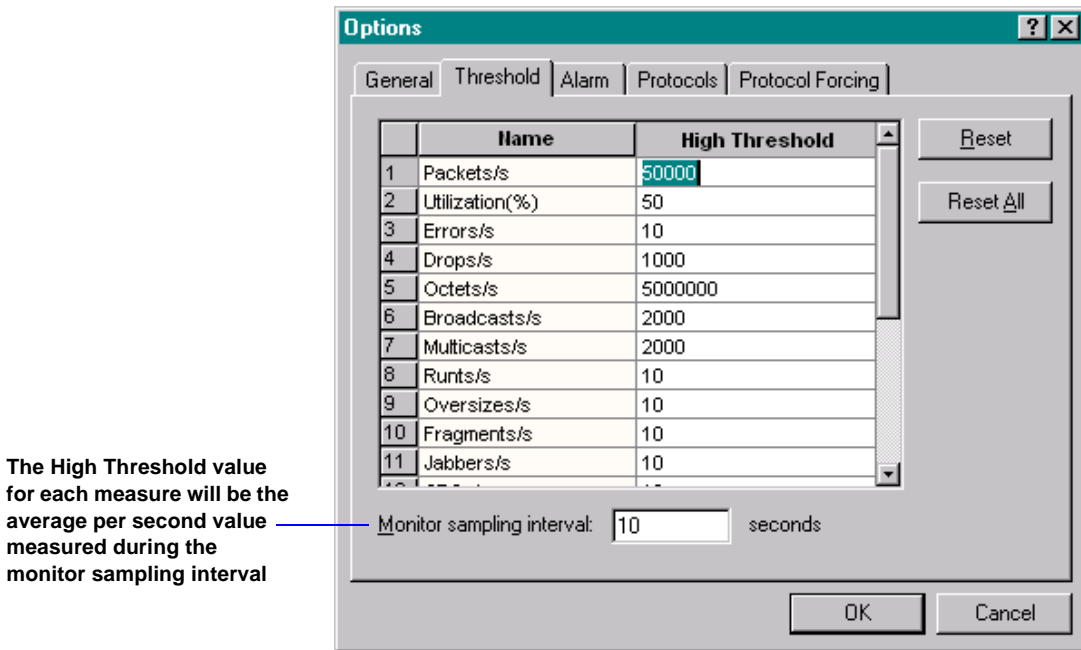 Options
General Threshold Alarm Protocols Protocol Forcing
Name High Threshold
1 Packets/s 50000
2 Utilization(%) 50
3 Errors/s 10
4 Drops/s 1000
5 Octets/s 5000000
6 Broadcasts/s 2000
7 Multicasts/s 2000
8 Runts/s 10
9 Oversizes/s 10
10 Fragments/s 10
11 Jabbers/s 10
Reset
Reset All
Monitor sampling interval: 10 seconds
OK Cancel
The High Threshold value
for each measure will be the
average per second value
measured during the
monitor sampling interval